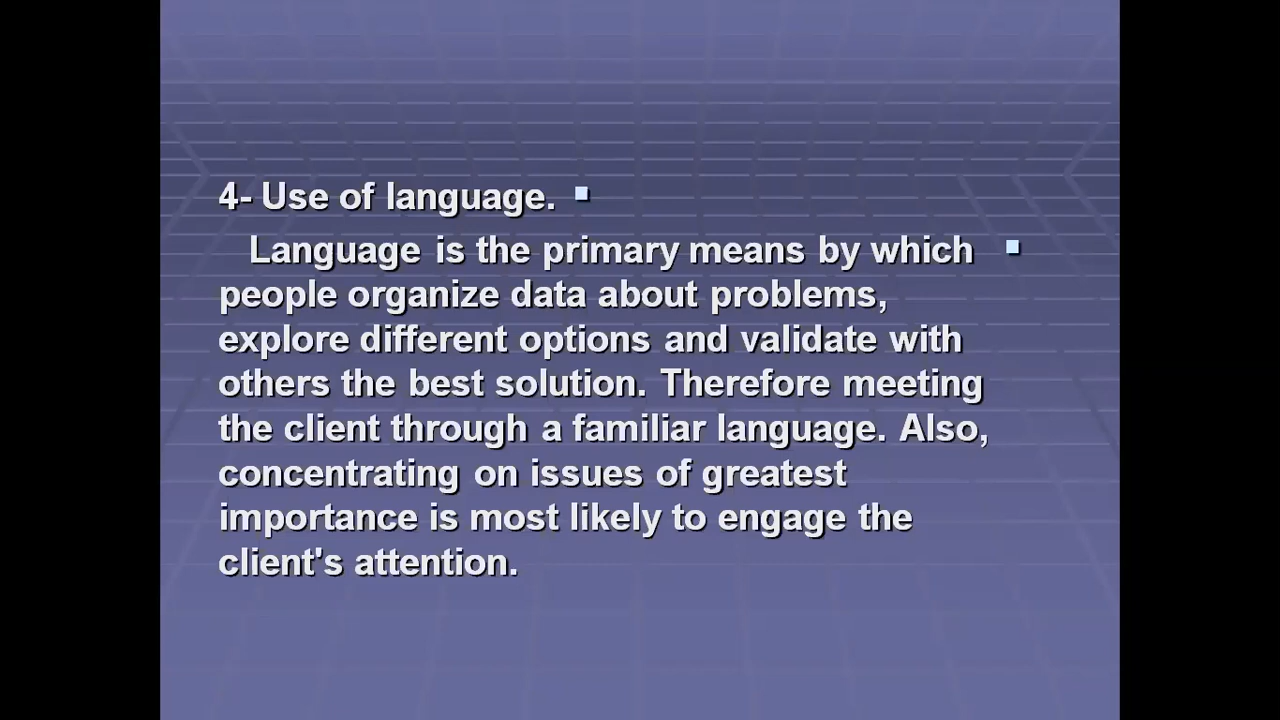 4- Use of language.
Language is the primary means by which
people organize data about problems,
explore different options and validate with
others the best solution. Therefore meeting
the client through a familiar language. Also,
concentrating on issues of greatest
importance is most likely to engage the
client's attention.